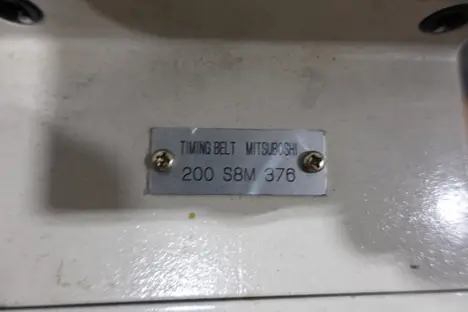 TIMING BELT MITSUBOSHI
200 S8M 376